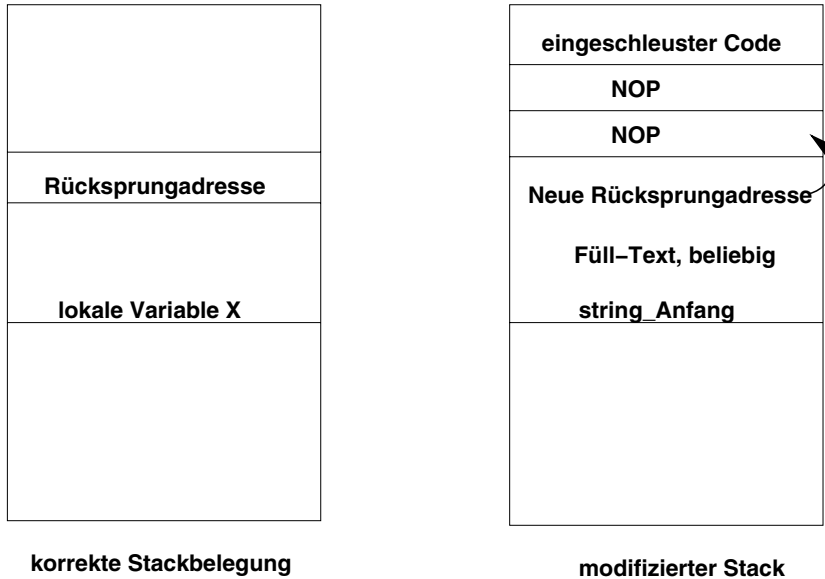 Rücksprungadresse
lokale Variable X
korrekte Stackbelegung
eingeschleuster Code
NOP
NOP
Neue Rücksprungadresse
Füll−Text, beliebig
string_Anfang
modifizierter Stack